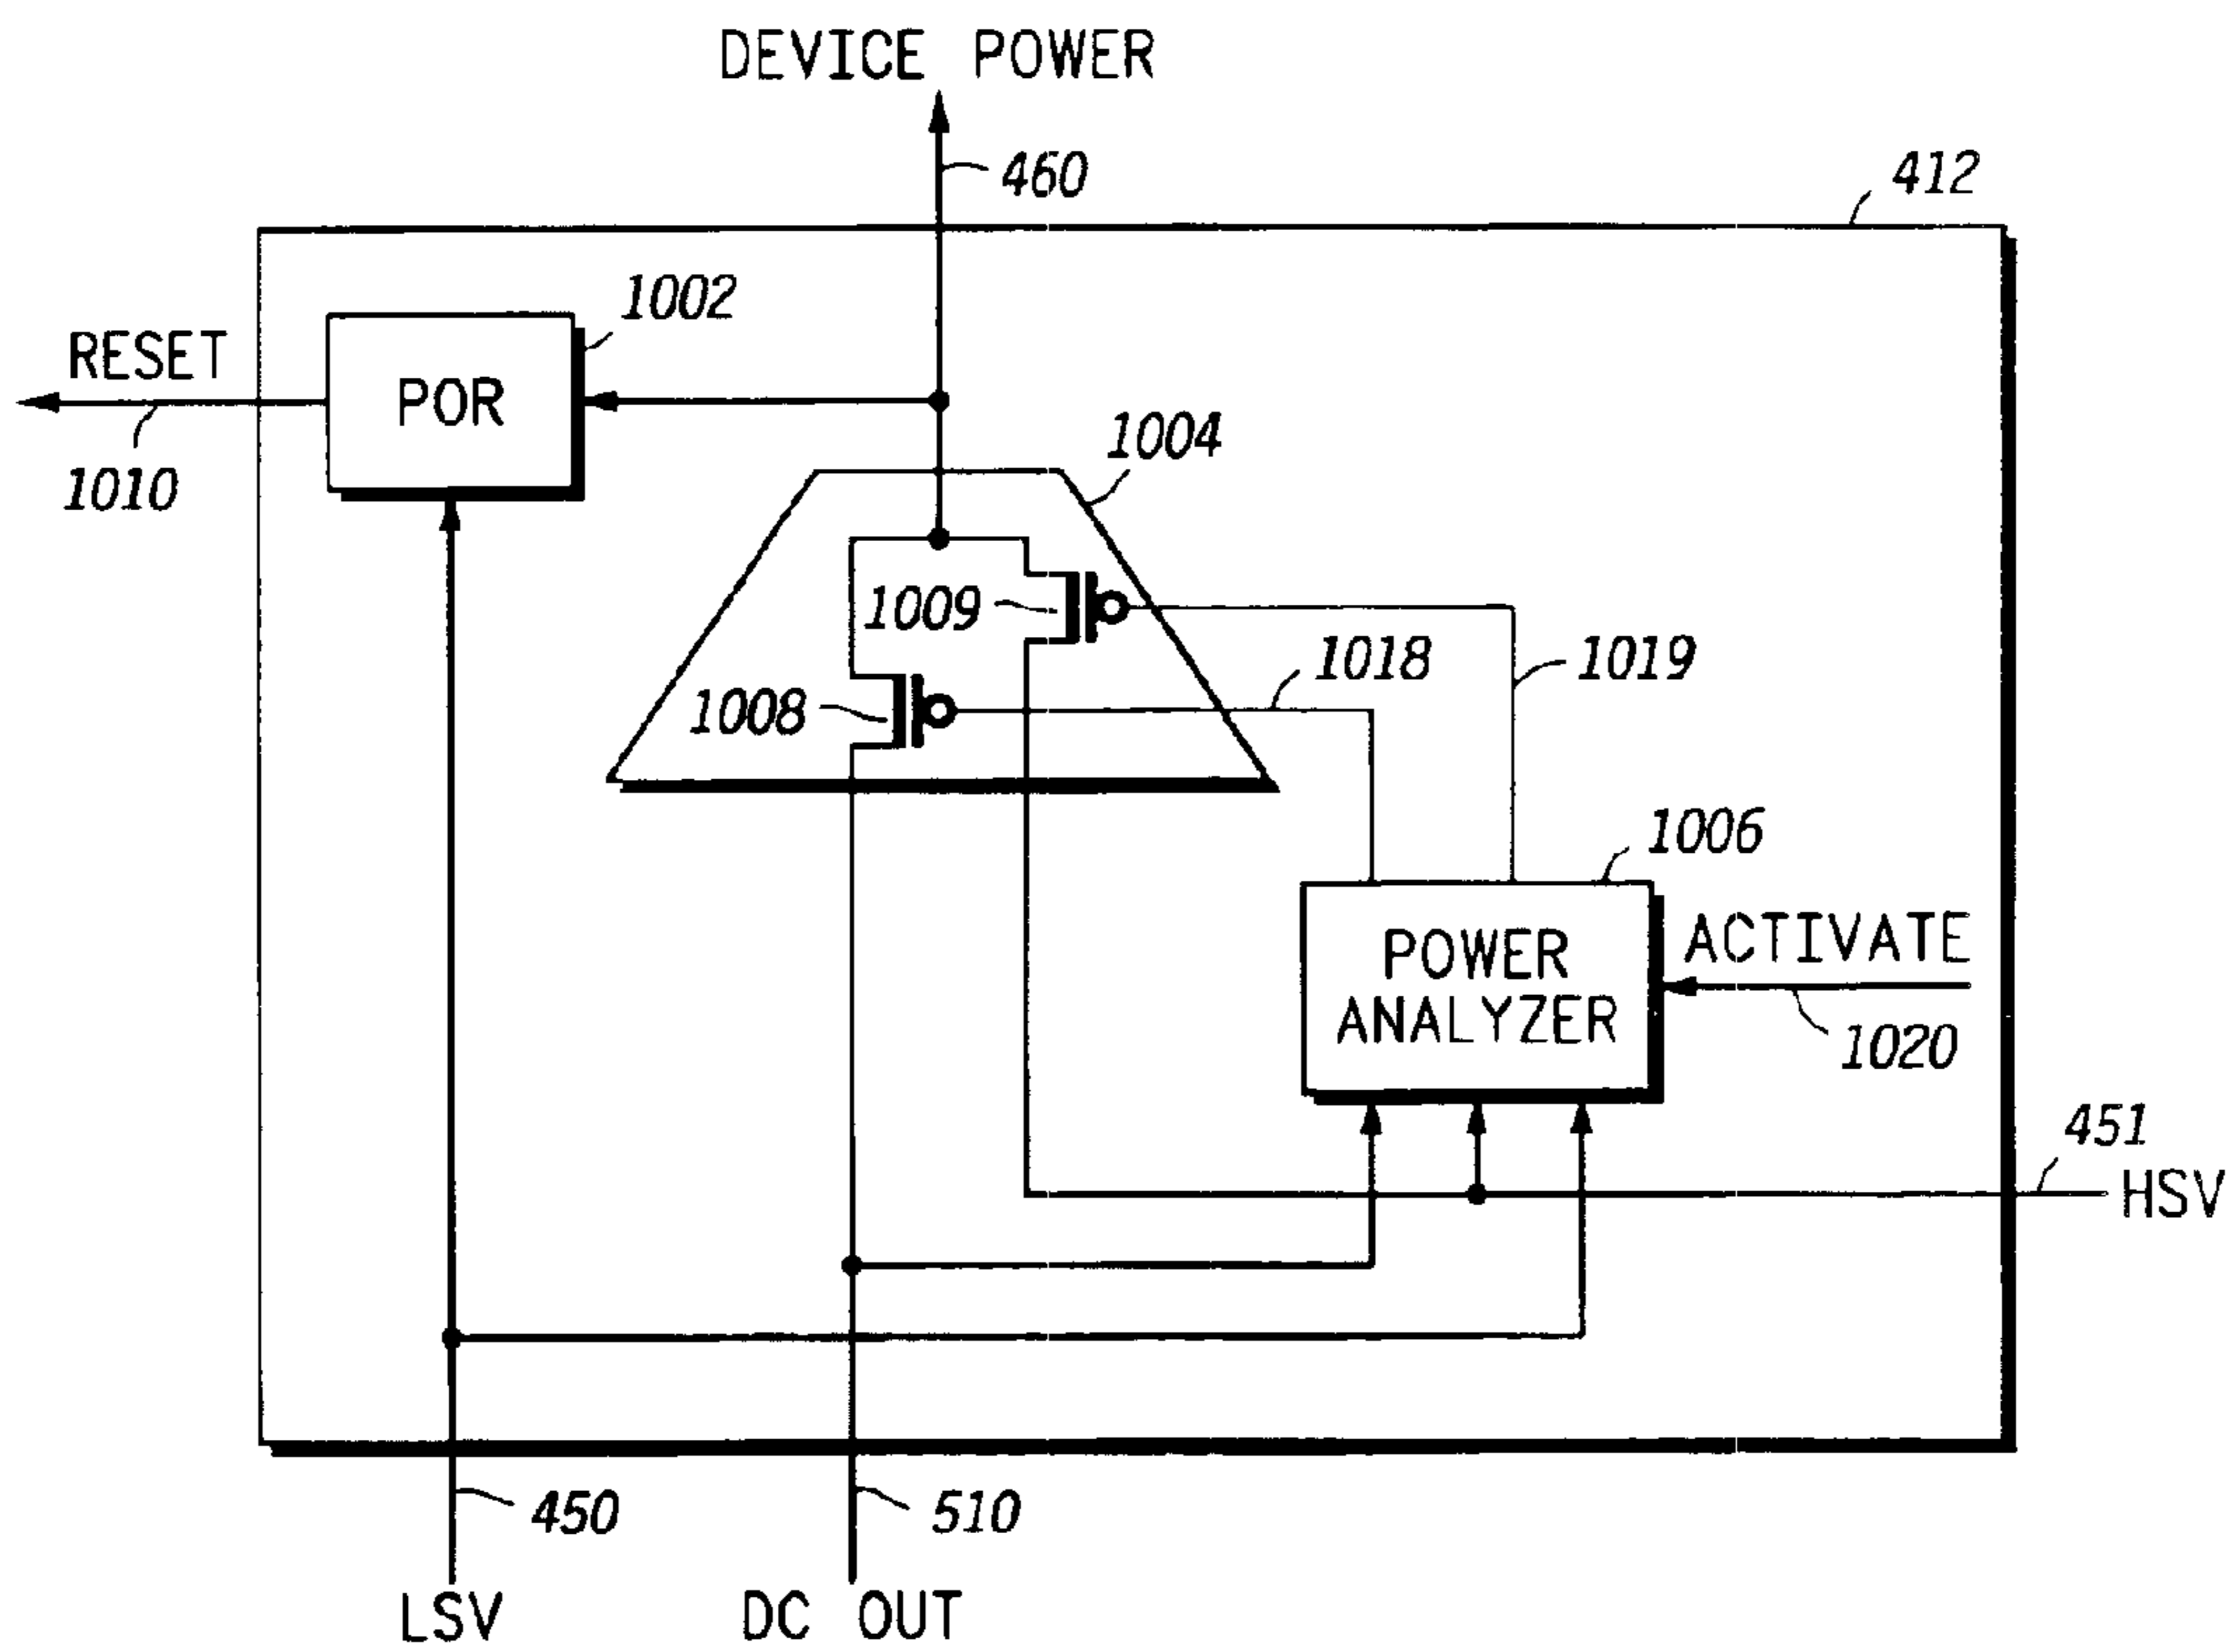 DEVICE POWER
460
412
1002
RESET
POR
1004
1010
1009
1018
1019
1008
1006
POWER
ANALYZER
ACTIVATE
1020
451
HSV
450
510
LSV
DC OUT